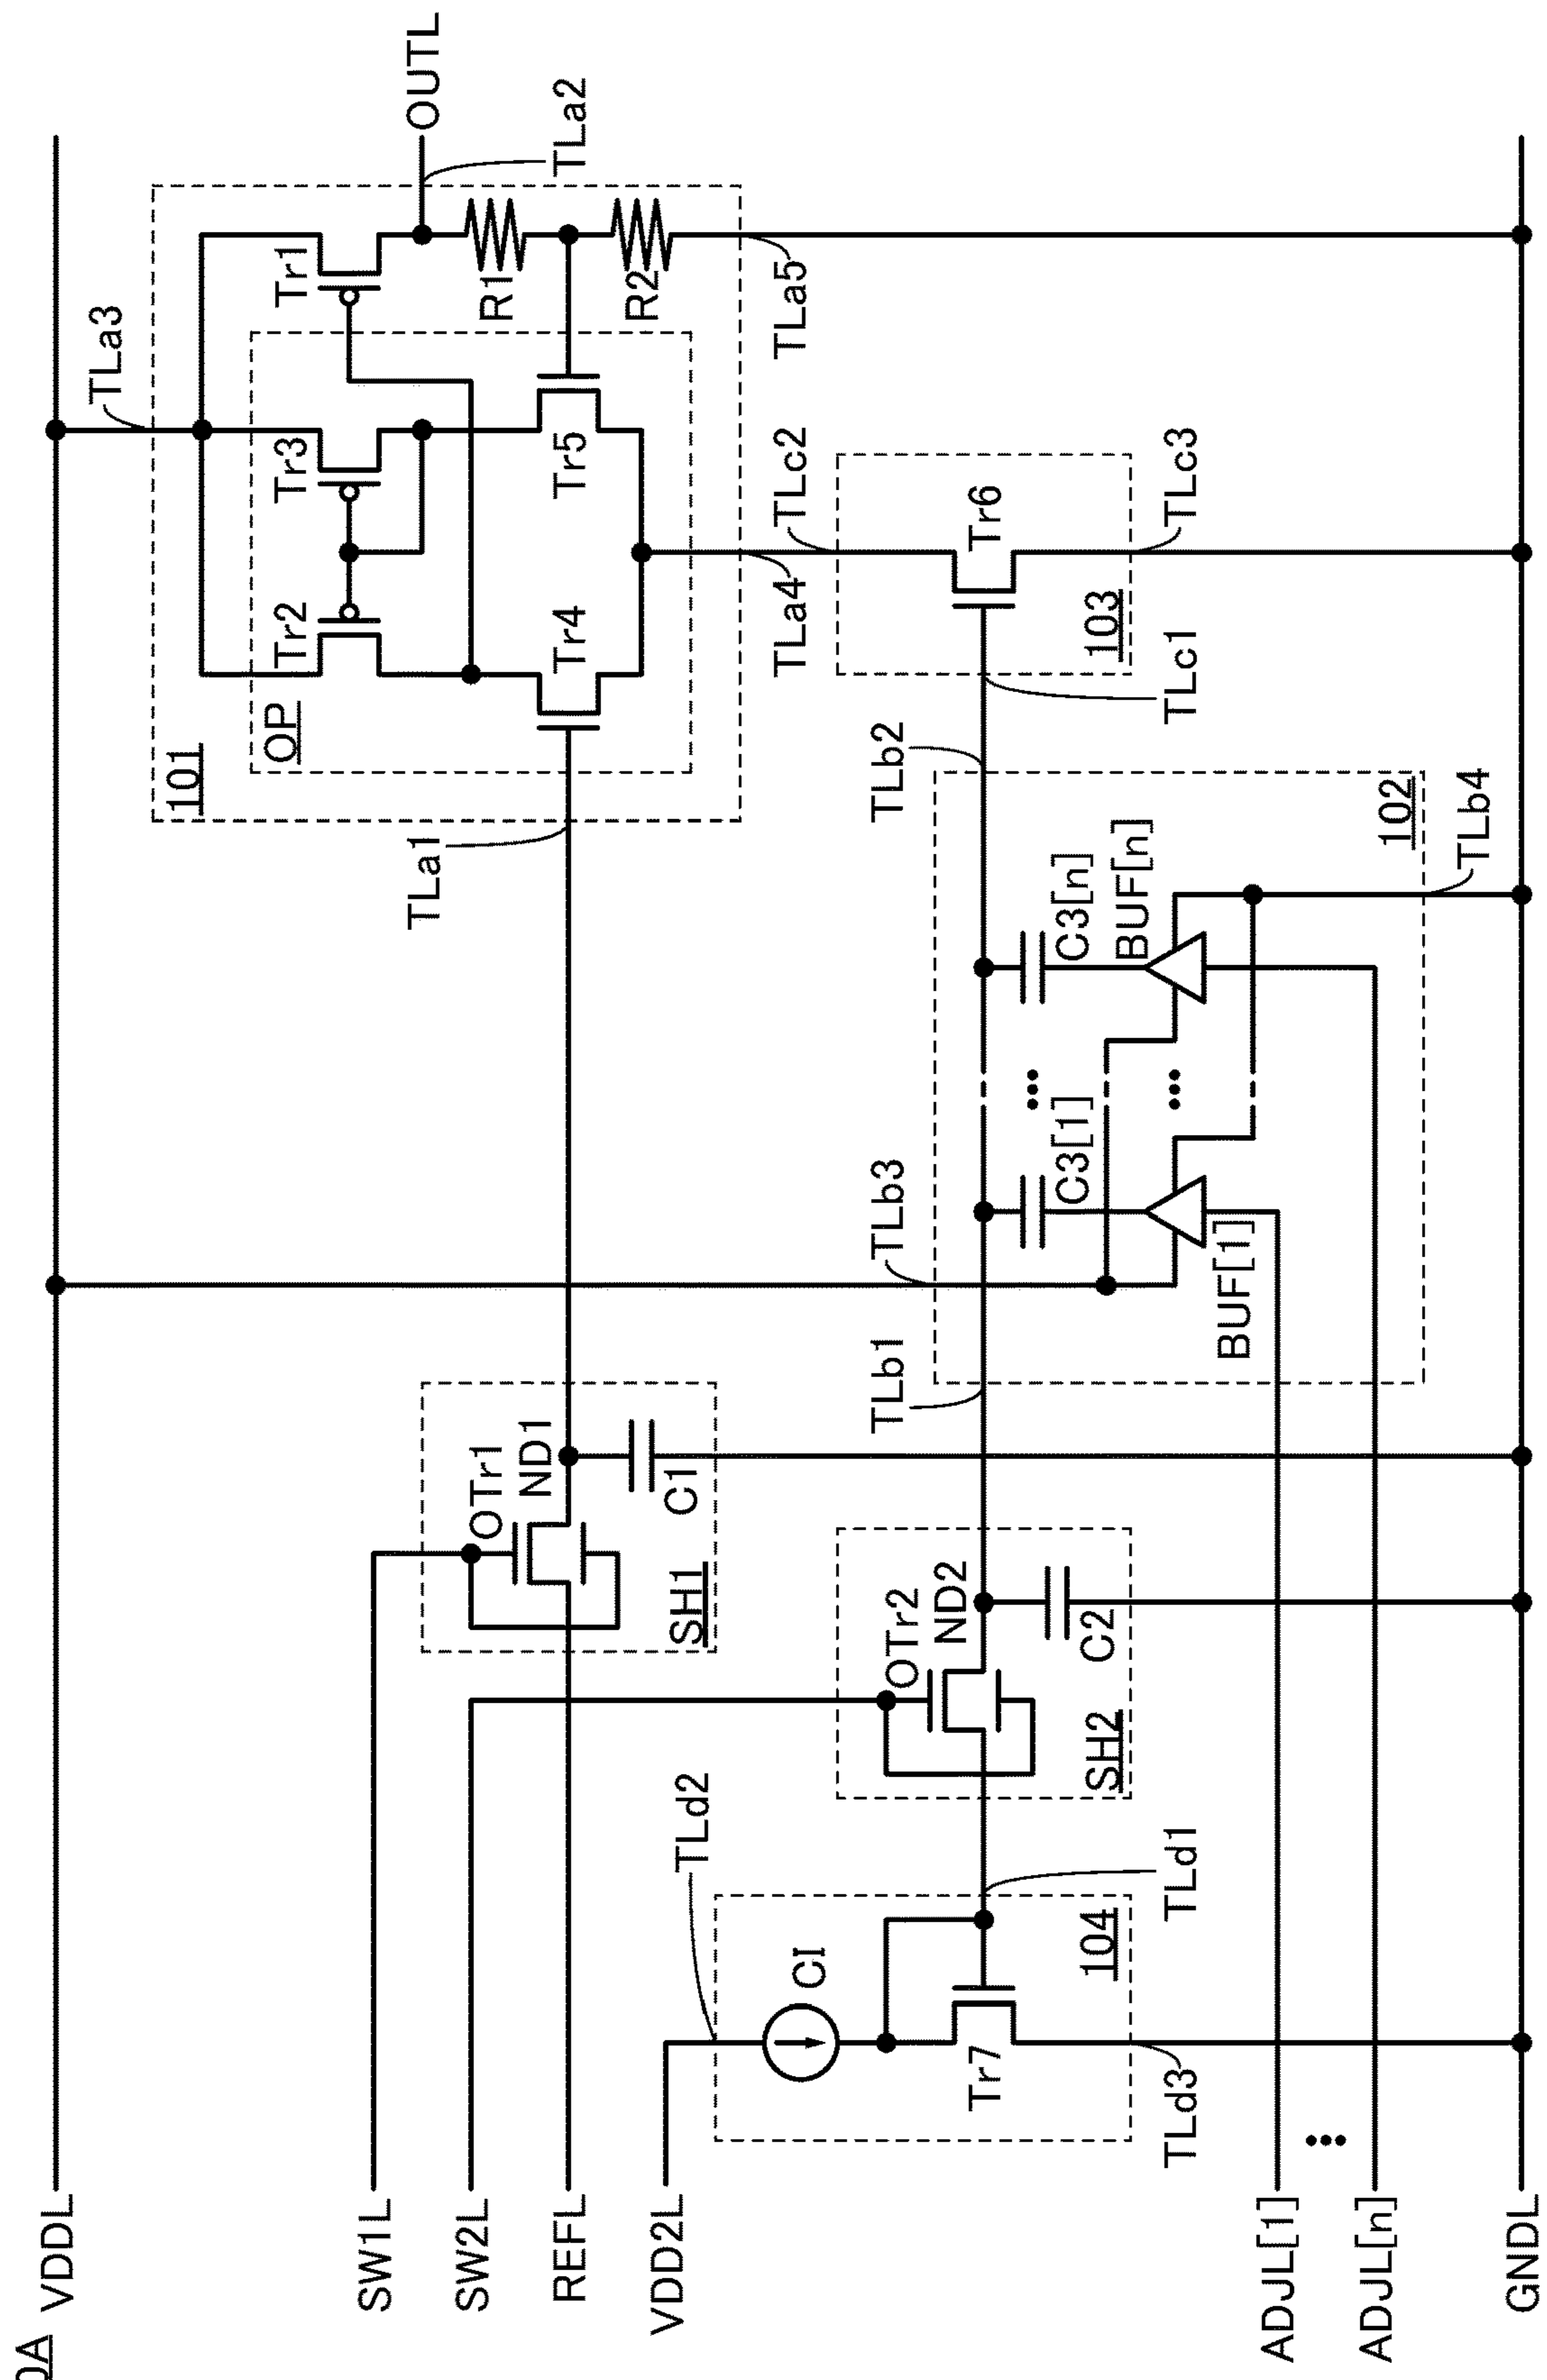 VDDL
SW1L
SW2L
REFL
VDD2L
ADJL[1]
ADJL[n]
GNDL
TLd2
CI
Tr7
104
TLd1
TLd3
OTr1
ND1
C1
SH1
OTr2
ND2
C2
SH2
TLb1
TLb3
C3[1]
BUF[1]
C3[n]
BUF[n]
102
TLb4
TLb2
TLa1
101
OP
Tr2
Tr3
Tr1
Tr4
Tr5
R1
R2
TLa3
OUTL
TLa2
TLa5
TLa4
TLc2
Tr6
103
TLc1
TLc3